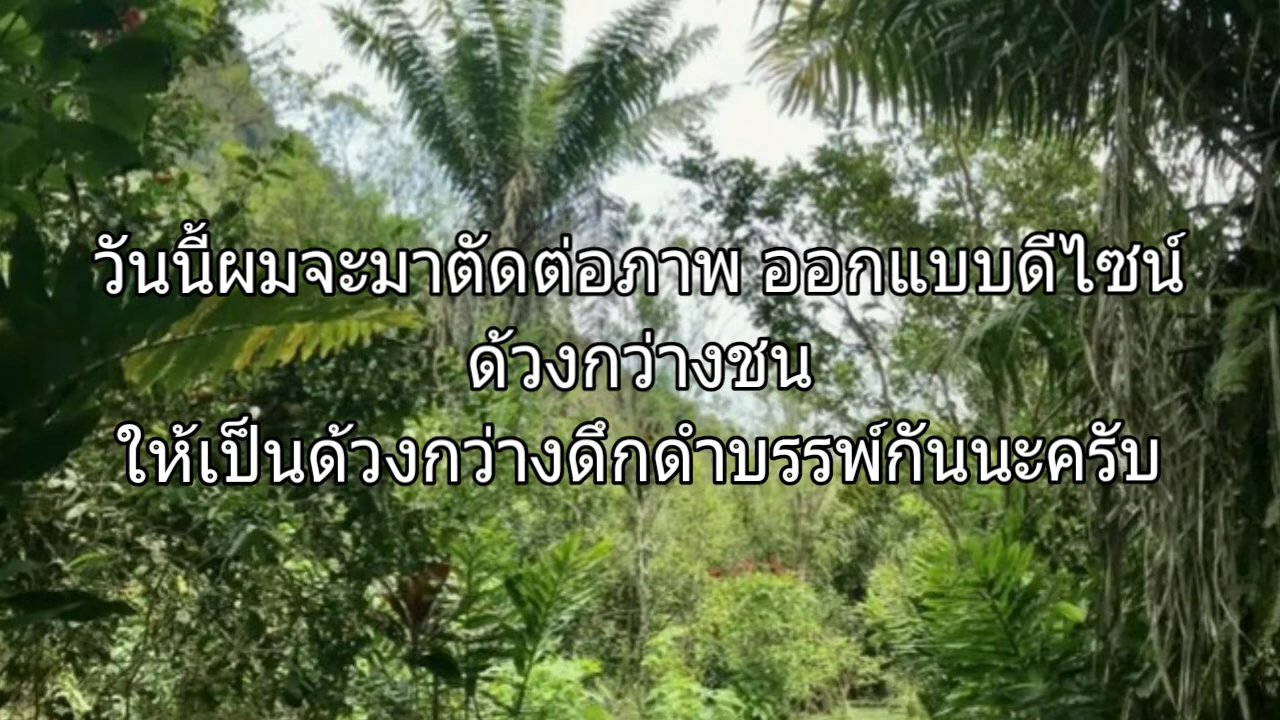 วันนี้ผมจะมาตัดต่อภาพ ออกแบบดีไซน์
ด้วงกว่างชน
ให้เป็นด้วงกว่างดึกดำบรรพ์กันนะครับ